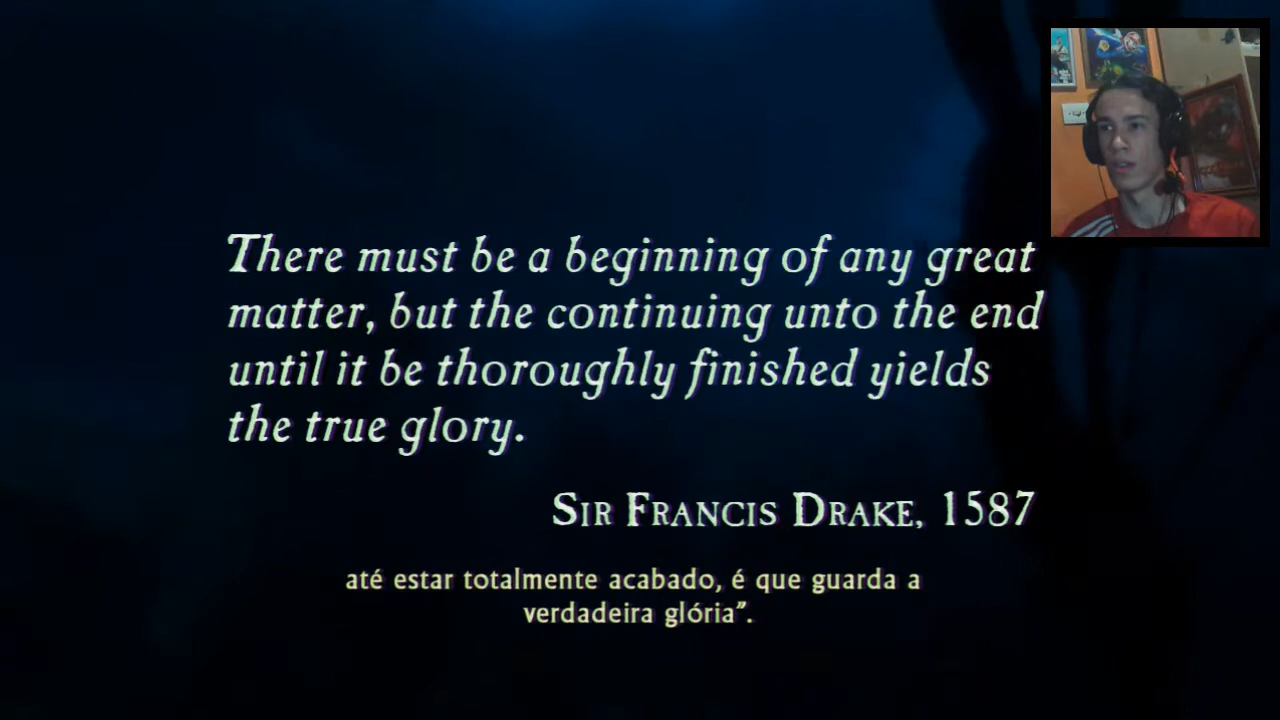 There must be a beginning of any great
matter, but the continuing unto the end
until it be thoroughly finished yields
the true glory.
SIR FRANCIS DRAKE, 1587
até estar totalmente acabado, é que guarda a
verdadeira glória”.